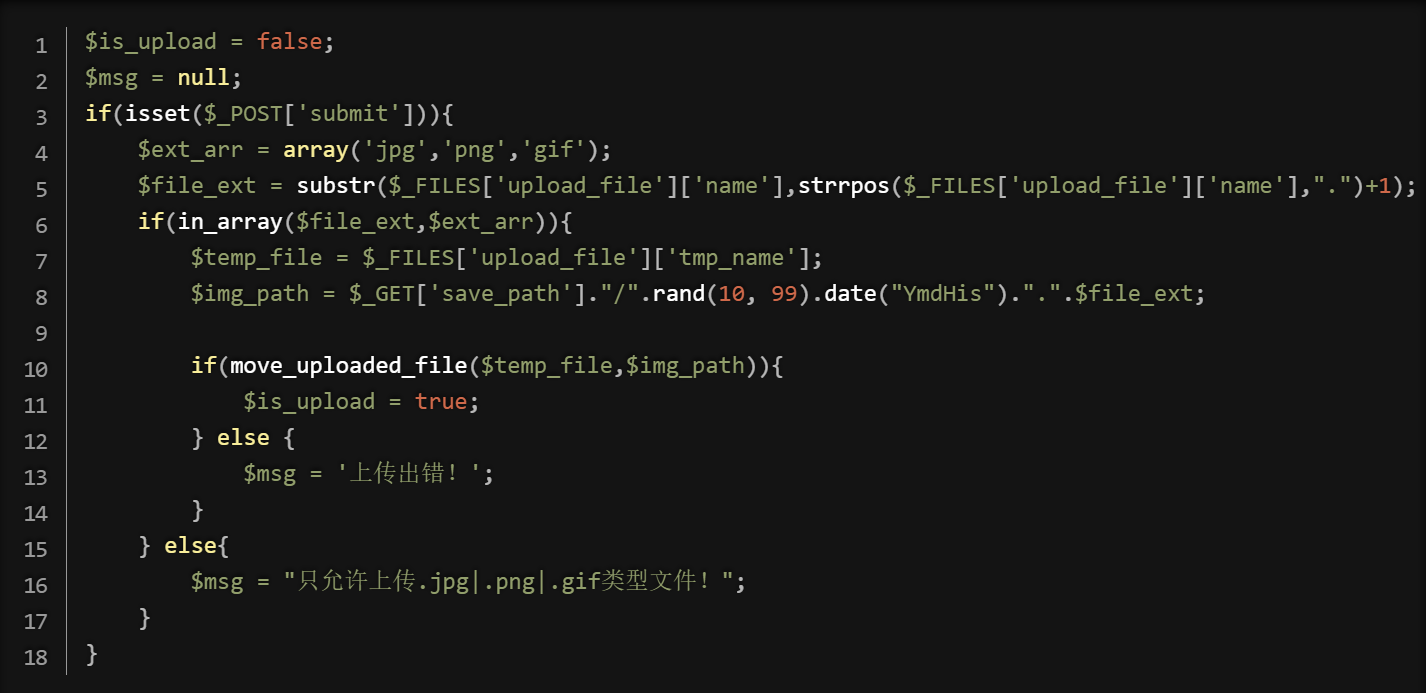 1 $is_upload = false;
2 $msg = null;
3 if(isset($_POST['submit'])){
4     $ext_arr = array('jpg','png','gif');
5     $file_ext = substr($_FILES['upload_file']['name'],strrpos($_FILES['upload_file']['name'],".")+1);
6     if(in_array($file_ext,$ext_arr)){
7         $temp_file = $_FILES['upload_file']['tmp_name'];
8         $img_path = $_GET['save_path']."/".rand(10, 99).date("YmdHis").".".$file_ext;
9
10         if(move_uploaded_file($temp_file,$img_path)){
11             $is_upload = true;
12         } else {
13             $msg = '上传出错！';
14         }
15     } else{
16         $msg = "只允许上传.jpg|.png|.gif类型文件！";
17     }
18 }